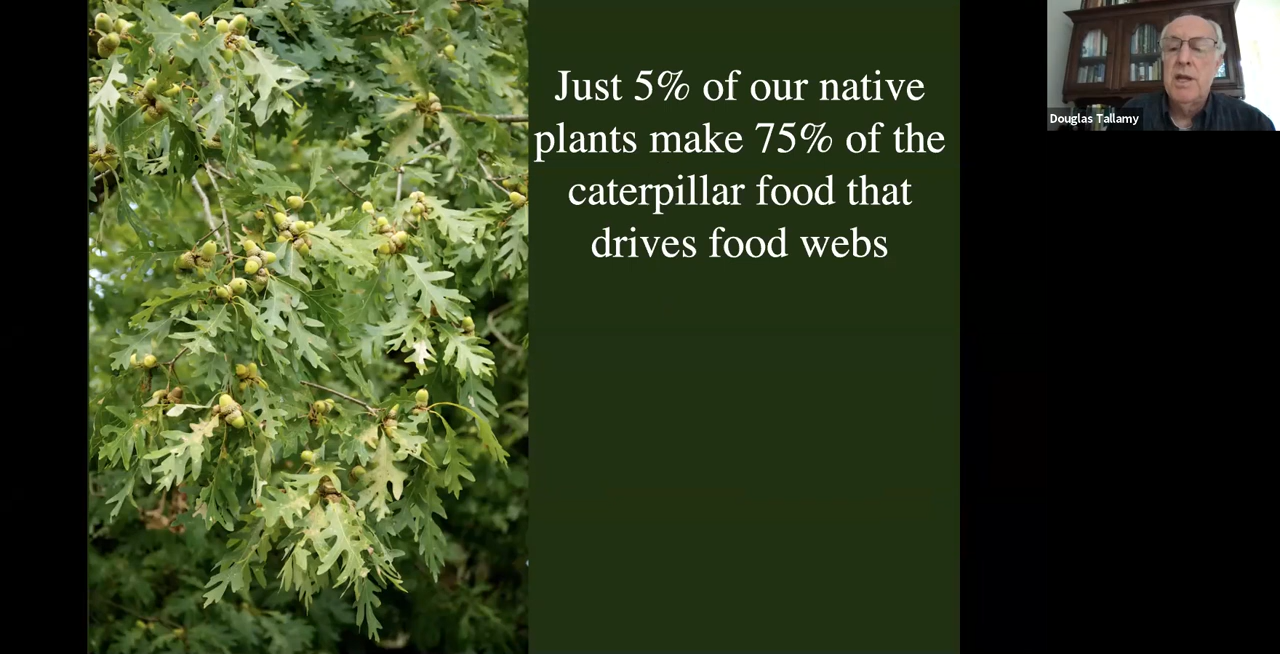 Just 5% of our native
plants make 75% of the
caterpillar food that
drives food webs
Douglas Tallamy